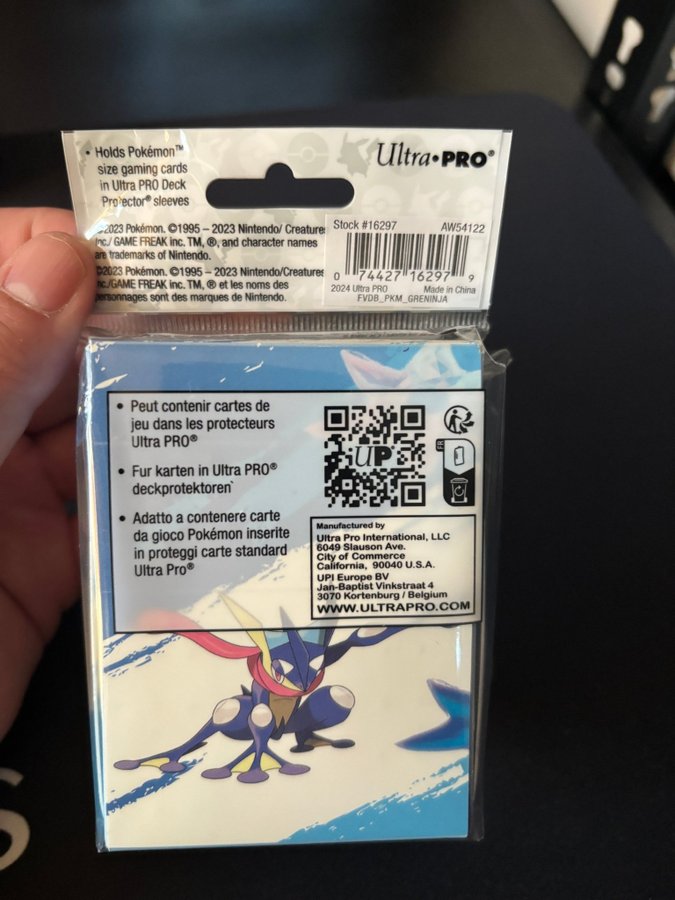 • Holds Pokémon™
size gaming cards
in Ultra PRO Deck
Protector® sleeves
Ultra•PRO®
©2023 Pokémon. ©1995 – 2023 Nintendo/ Creatures
Inc./ GAME FREAK inc. TM, ®, and character names
are trademarks of Nintendo.
©2023 Pokémon. ©1995 – 2023 Nintendo/Creatures
Inc./GAME FREAK inc. TM, ® et les noms des
personnages sont des marques de Nintendo.
Stock #16297 AW54122
0 74427 16297 9
2024 Ultra PRO Made in China
FVDB_PKM_GRENINJA
• Peut contenir cartes de
jeu dans les protecteurs
Ultra PRO®
• Fur karten in Ultra PRO®
deckprotektoren`
• Adatto a contenere carte
da gioco Pokémon inserite
in proteggi carte standard
Ultra Pro®
UP
FR
Manufactured by
Ultra Pro International, LLC
6049 Slauson Ave.
City of Commerce
California, 90040 U.S.A.
UPI Europe BV
Jan-Baptist Vinkstraat 4
3070 Kortenburg / Belgium
WWW.ULTRAPRO.COM